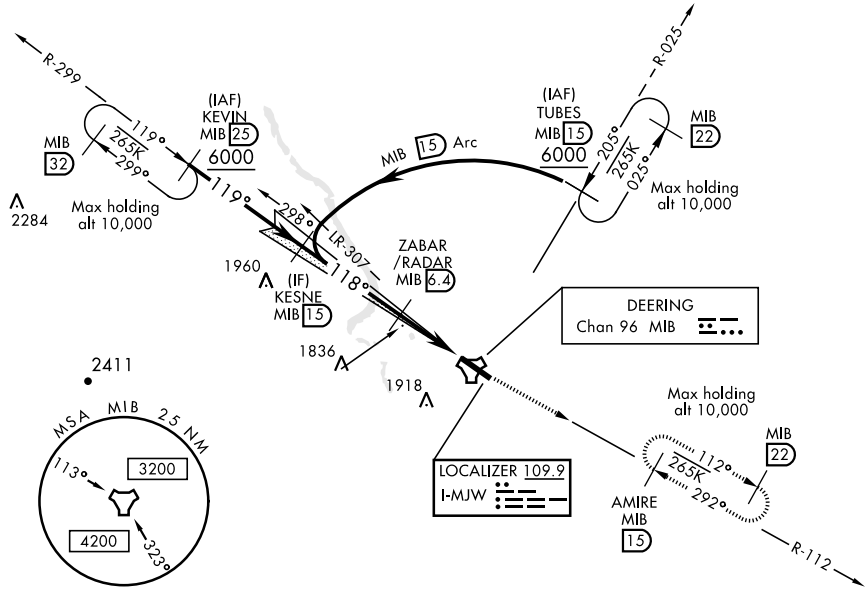 R-299
R-025
(IAF)
KEVIN
MIB 25
6000
(IAF)
TUBES
MIB 15
6000
MIB
22
119°
265K
299°
MIB
32
MIB 15 Arc
205°
265K
025°
Max holding
alt 10,000
2284
Max holding
alt 10,000
119°
298°
LR-307
118°
ZABAR
/RADAR
MIB 6.4
1960
(IF)
KESNE
MIB 15
DEERING
Chan 96 MIB
1836
2411
1918
Max holding
alt 10,000
MSA MIB 25 NM
113°
3200
4200
323°
LOCALIZER 109.9
I-MJW
MIB
22
112°
265K
292°
AMIRE
MIB
15
R-112